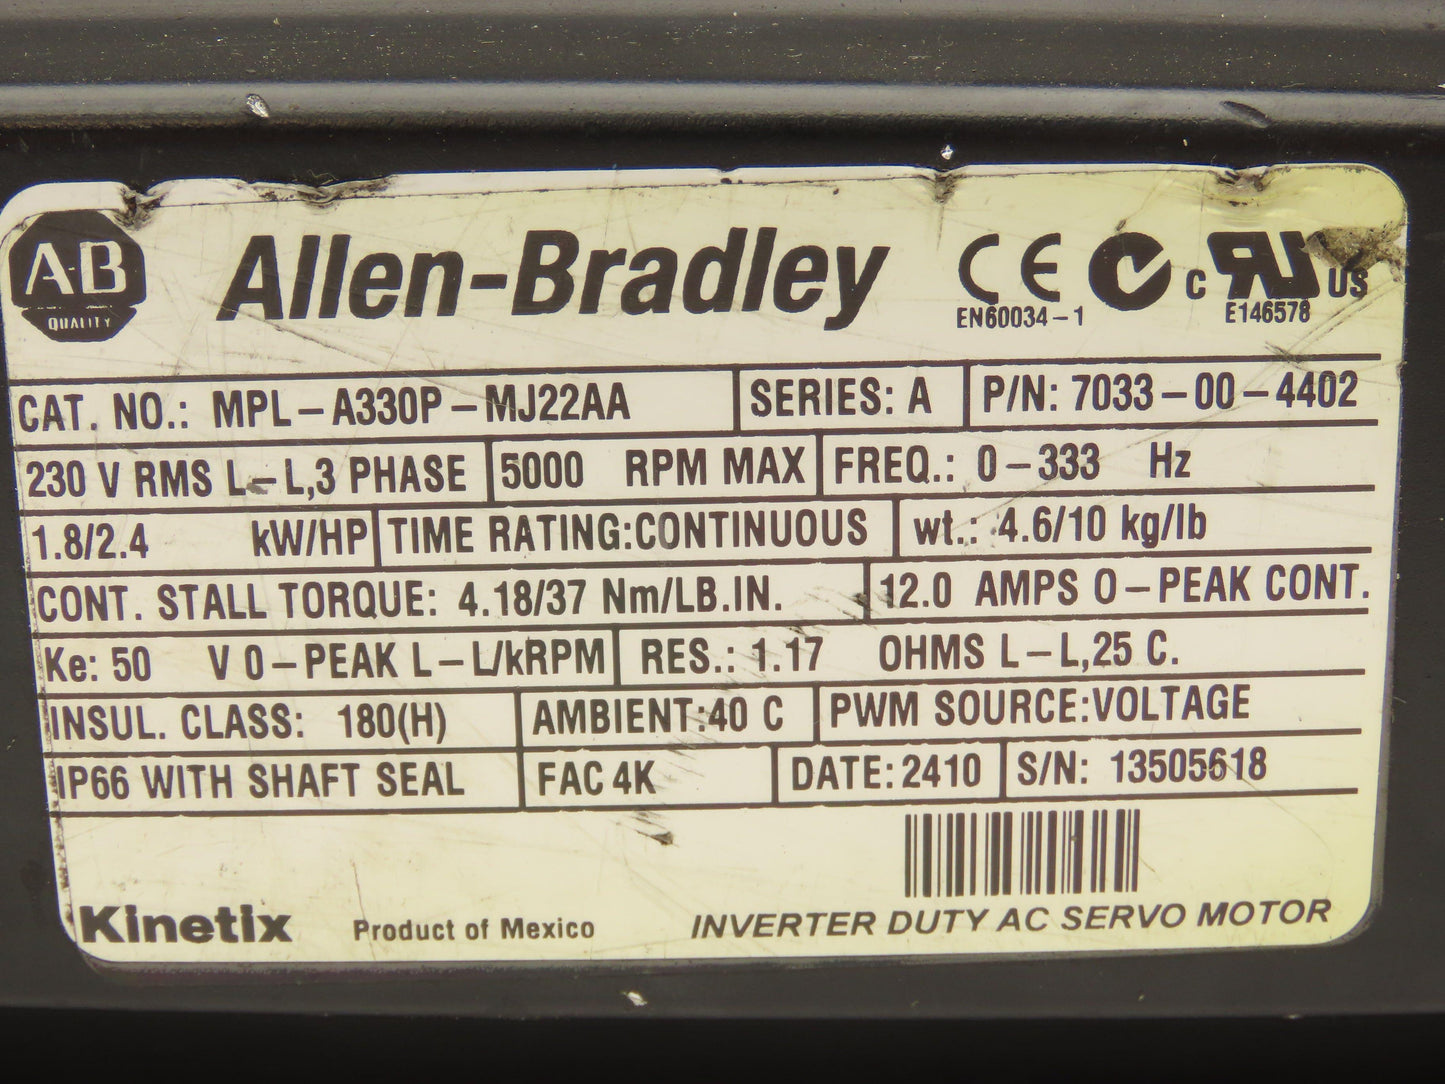 A-B
QUALITY
Allen-Bradley
CE
EN60034-1
c RU US
E146578
CAT. NO.: MPL-A330P-MJ22AA SERIES: A P/N: 7033-00-4402
230 V RMS L-L,3 PHASE 5000 RPM MAX FREQ.: 0-333 Hz
1.8/2.4 kW/HP TIME RATING:CONTINUOUS wt.: 4.6/10 kg/lb
CONT. STALL TORQUE: 4.18/37 Nm/LB.IN. 12.0 AMPS 0-PEAK CONT.
Ke: 50 V 0-PEAK L-L/kRPM RES.: 1.17 OHMS L-L,25 C.
INSUL. CLASS: 180(H) AMBIENT:40 C PWM SOURCE:VOLTAGE
IP66 WITH SHAFT SEAL FAC 4K DATE: 2410 S/N: 13505618
Kinetix Product of Mexico INVERTER DUTY AC SERVO MOTOR